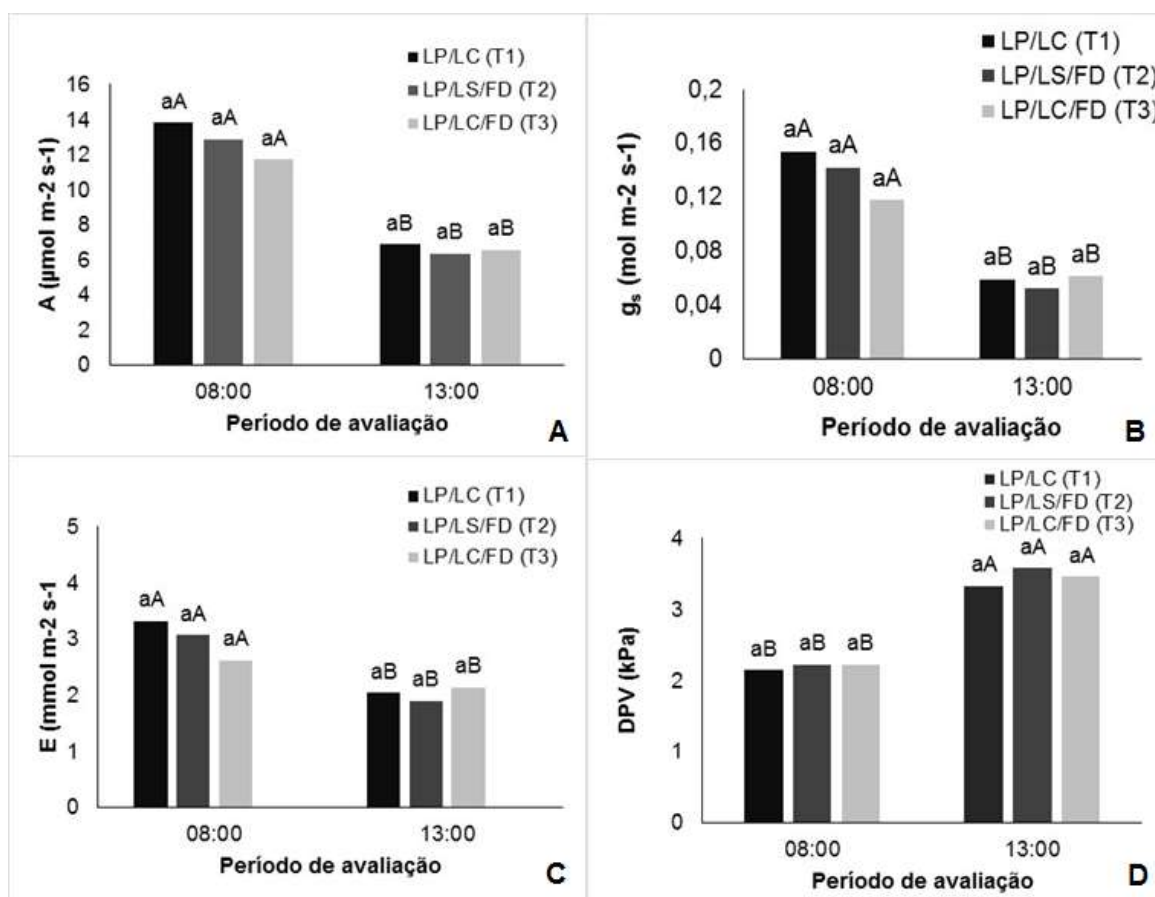 LP/LC (T1)
LP/LS/FD (T2)
LP/LC/FD (T3)
A (µmol m-2 s-1)
16
14
12
10
8
6
4
2
0
aA
aA
aA
aB
aB
aB
08:00
13:00
Período de avaliação
A
LP/LC (T1)
LP/LS/FD (T2)
LP/LC/FD (T3)
gs (mol m-2 s-1)
0,2
0,16
0,12
0,08
0,04
0
aA
aA
aA
aB
aB
aB
08:00
13:00
Período de avaliação
B
LP/LC (T1)
LP/LS/FD (T2)
LP/LC/FD (T3)
E (mmol m-2 s-1
5
4
3
2
1
0
aA
aA
aA
aB
aB
aB
08:00
13:00
Período de avaliação
C
LP/LC (T1)
LP/LS/FD (T2)
LP/LC/FD (T3)
DPV (kPa)
4
3
2
1
0
aB
aB
aB
aA
aA
aA
08:00
13:00
Período de avaliação
D